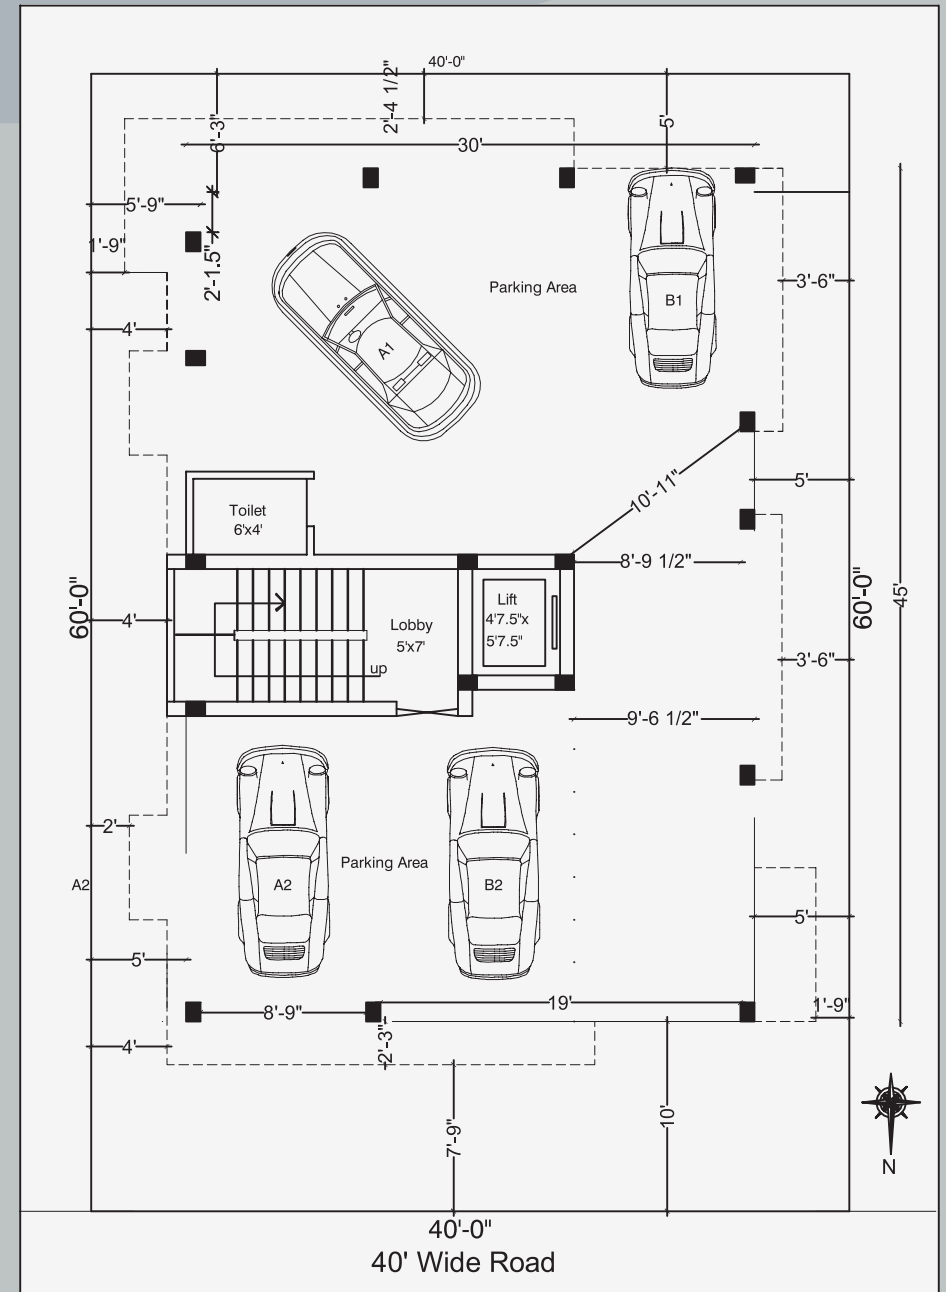 40'-0"
2'-4 1/2"
6'-3"
5'
30'
5'-9"
1'-9"
2'-1.5"
Parking Area
3'-6"
B1
4'
A1
10'-11"
5'
Toilet
6'x4'
8'-9 1/2"
60'-0"
60'-0"
45'
Lift
4'7.5"x
5'7.5"
4'
Lobby
5'x7'
up
3'-6"
9'-6 1/2"
2'
Parking Area
A2
A2
B2
5'
5'
19'
1'-9"
8'-9"
2'-3"
4'
10'
7'-9"
N
40'-0"
40' Wide Road